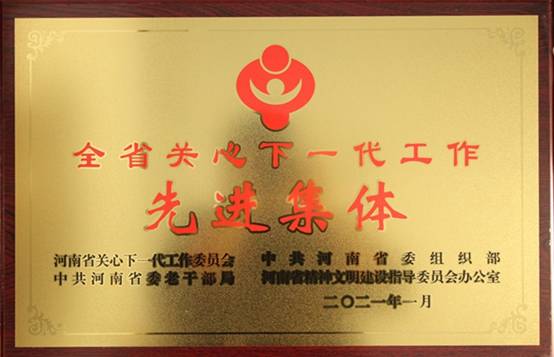 全省关心下一代工作
先进集体
河南省关心下一代工作委员会 中共河南省委组织部
中共河南省委老干部局 河南省精神文明建设指导委员会办公室
二〇二一年一月